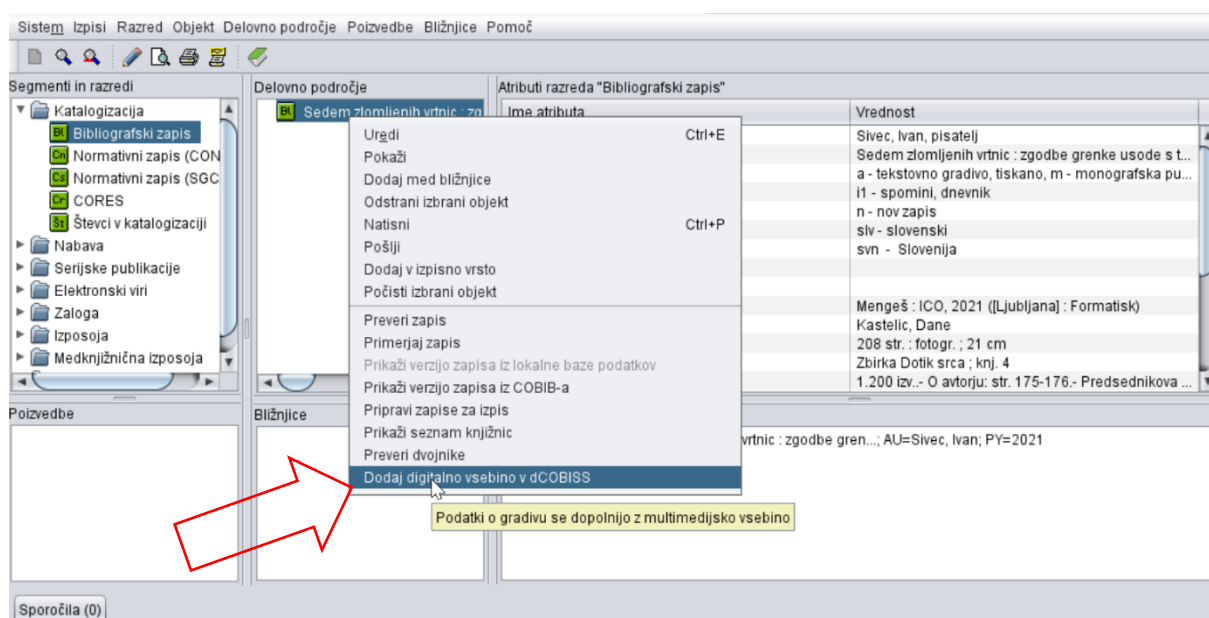 Sistem Izpisi Razred Objekt Delovno področje Poizvedbe Bližnjice Pomoč
Segmenti in razredi
Katalogizacija
Bl Bibliografski zapis
Cn Normativni zapis (CON
Cs Normativni zapis (SGC
Cr CORES
Št Števci v katalogizaciji
Nabava
Serijske publikacije
Elektronski viri
Zaloga
Izposoja
Medknjižnična izposoja
Delovno področje
Bl Sedem zlomljenih vrtnic : zg
Atributi razreda "Bibliografski zapis"
Ime atributa
Vrednost
Sivec, Ivan, pisatelj
Sedem zlomljenih vrtnic : zgodbe grenke usode s t...
a - tekstovno gradivo, tiskano, m - monografska pu...
i1 - spomini, dnevnik
n - nov zapis
slv - slovenski
svn - Slovenija
Mengeš : ICO, 2021 ([Ljubljana] : Formatisk)
Kastelic, Dane
208 str. : fotogr. ; 21 cm
Zbirka Dotik srca ; knj. 4
1.200 izv..- O avtorju: str. 175-176.- Predsednikova ...
Uredi Ctrl+E
Pokaži
Dodaj med bližnjice
Odstrani izbrani objekt
Natisni Ctrl+P
Pošlji
Dodaj v izpisno vrsto
Počisti izbrani objekt
Preveri zapis
Primerjaj zapis
Prikaži verzijo zapisa iz lokalne baze podatkov
Prikaži verzijo zapisa iz COBIB-a
Pripravi zapise za izpis
Prikaži seznam knjižnic
Preveri dvojnike
Dodaj digitalno vsebino v dCOBISS
Podatki o gradivu se dopolnijo z multimedijsko vsebino
Poizvedbe
Bližnjice
vrtnic : zgodbe gren...; AU=Sivec, Ivan; PY=2021
Sporočila (0)